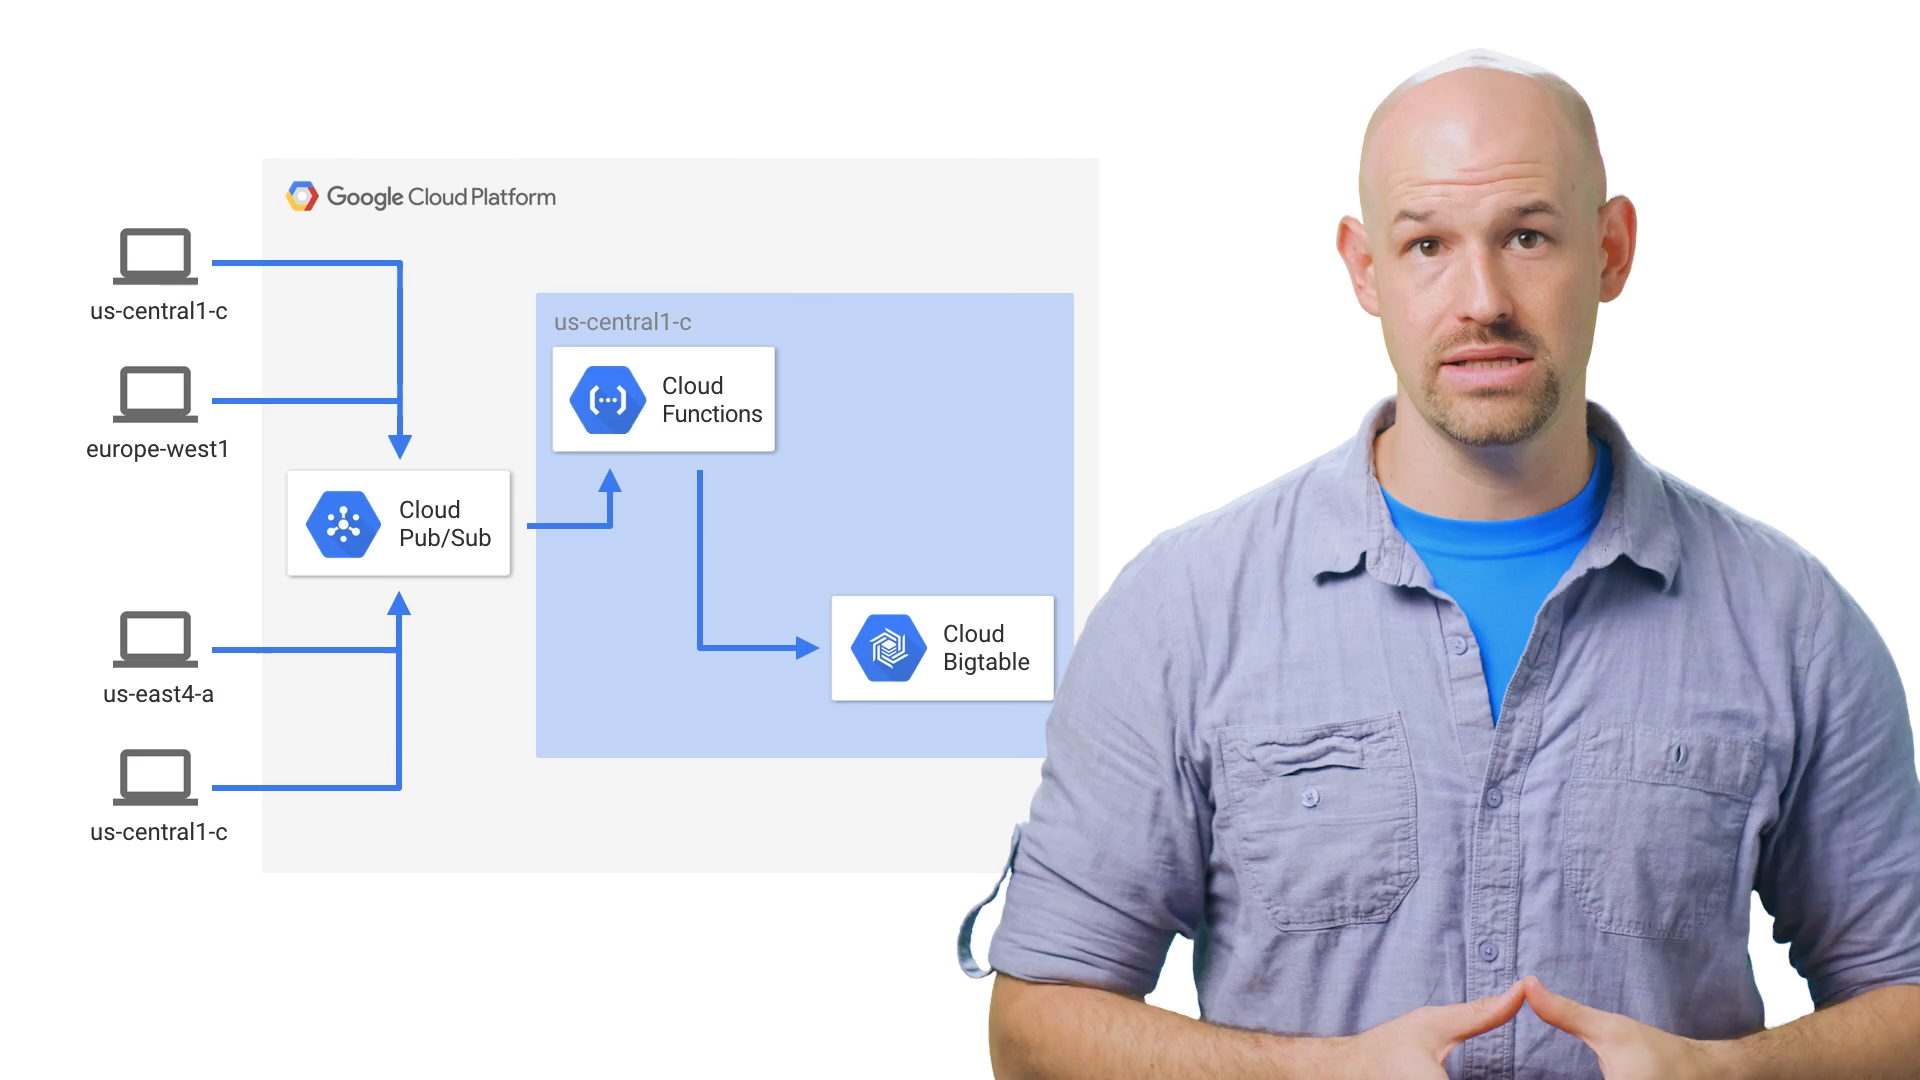 Google Cloud Platform
us-central1-c
europe-west1
us-central1-c
Cloud
Functions
Cloud
Pub/Sub
Cloud
Bigtable
us-east4-a
us-central1-c